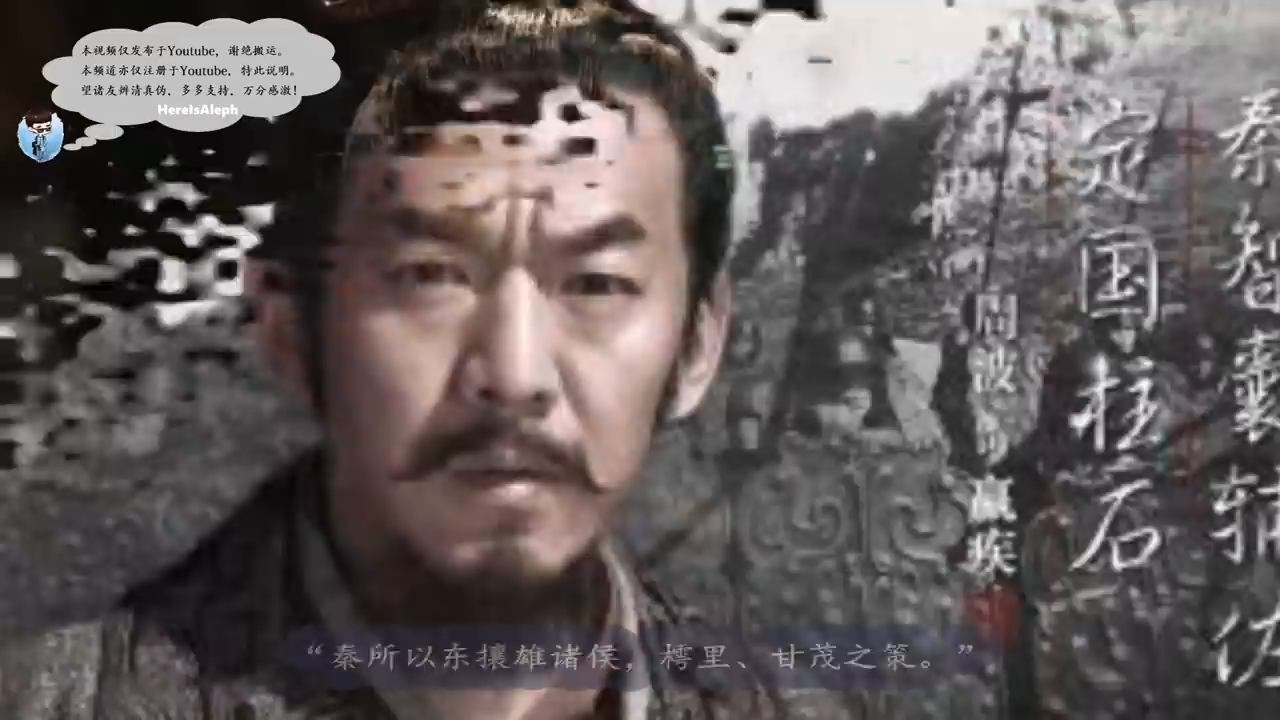 本视频仅发布于Youtube，谢绝搬运。
本频道亦仅注册于Youtube，特此说明。
望诸友辨清真伪、多多支持、万分感激！
HereIsAleph
秦智囊辅佐
定国柱石
嬴疾
“秦所以东攘雄诸侯，樗里、甘茂之策。”